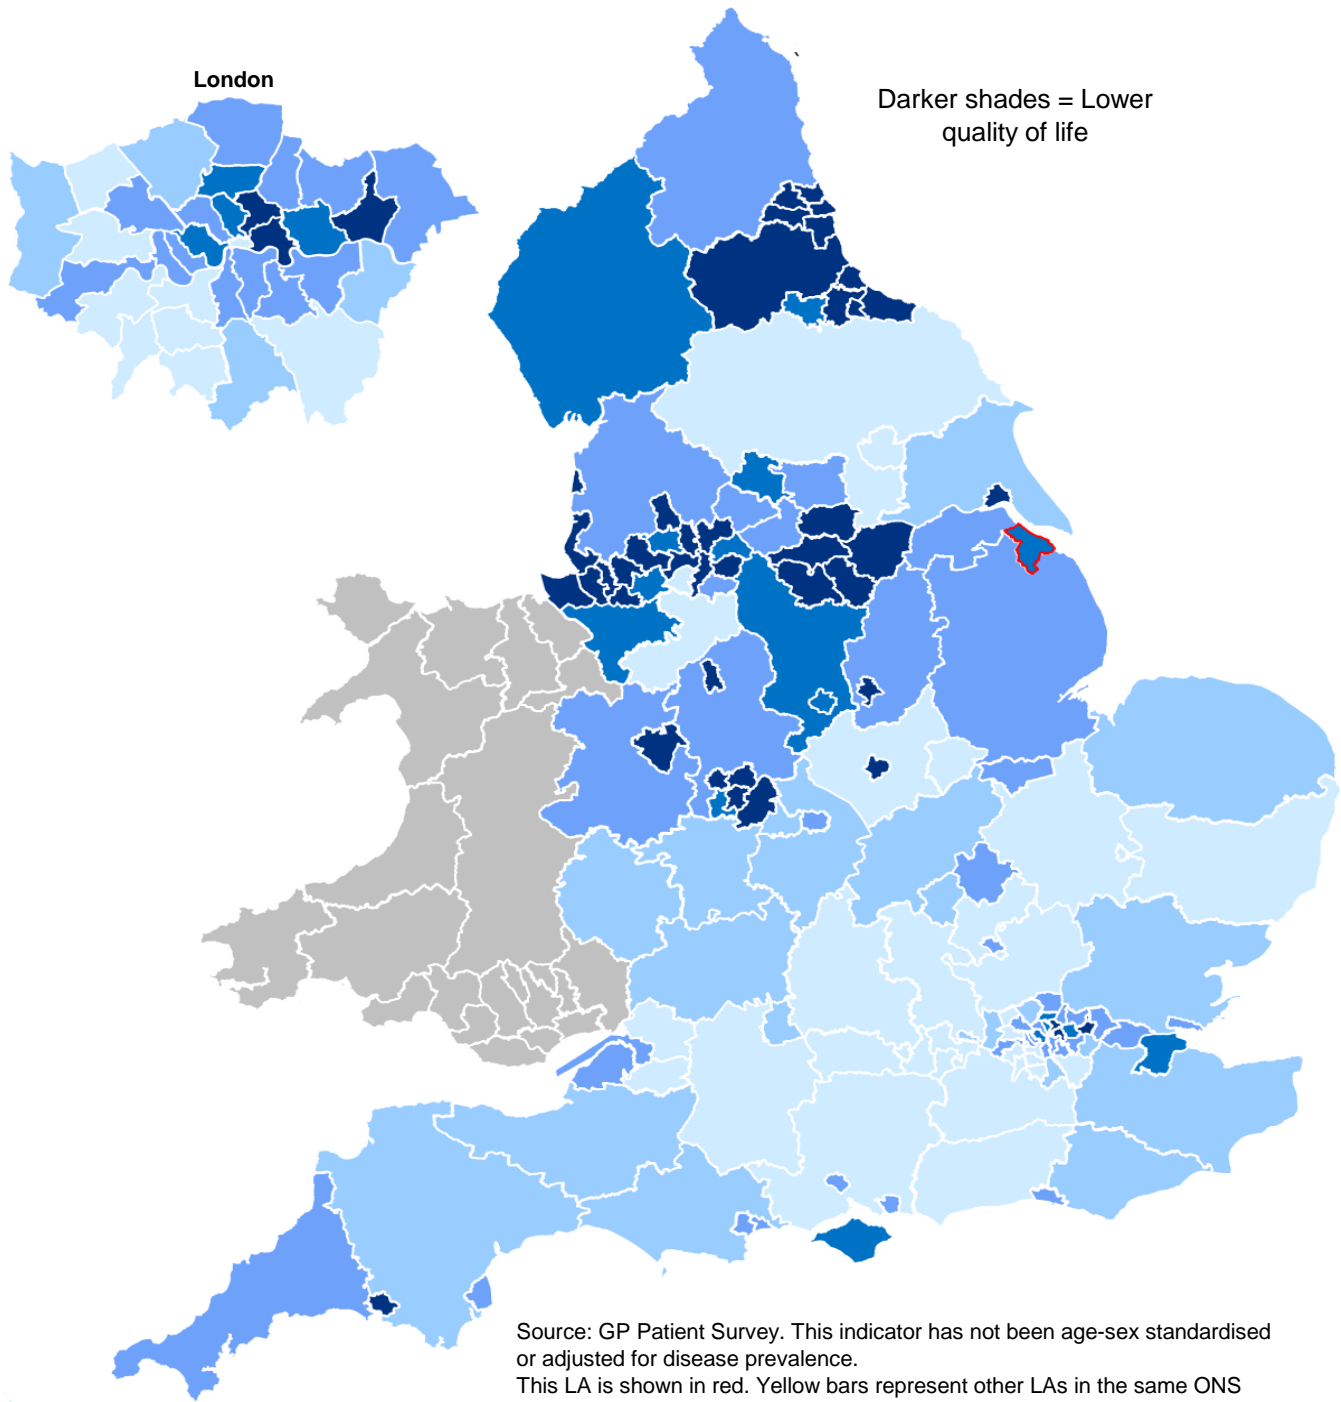 London
Darker shades = Lower
quality of life
Source: GP Patient Survey. This indicator has not been age-sex standardised
or adjusted for disease prevalence.
This LA is shown in red. Yellow bars represent other LAs in the same ONS